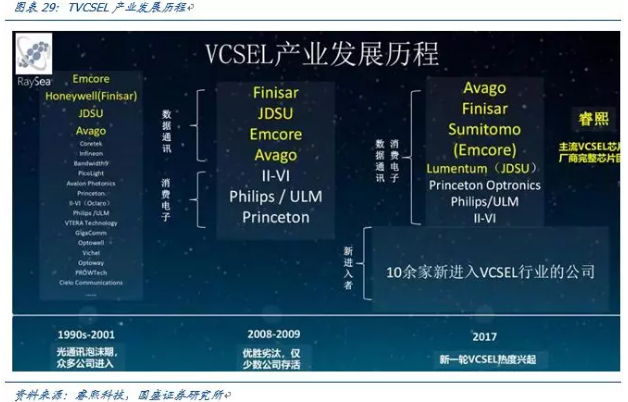 图表 29：TVCSEL 产业发展历程
VCSEL产业发展历程
RaySea
Emcore
Honeywell(Finisar)
JDSU
Avago
Coretek
Infineon
Bandwidth9
PicoLight
Avalon Photonics
Princeton
II-VI（Oclaro）
Philips /ULM
VTERA Technology
GigaComm
Optowell
Vichel
Optoway
PROWTech
Cielo Communications
......
数据通讯
Finisar
JDSU
Emcore
Avago
消费电子
II-VI
Philips / ULM
Princeton
数据通讯
消费电子
Avago
Finisar
Sumitomo
(Emcore)
Lumentum（JDSU）
Princeton Optronics
Philips/ULM
II-VI
睿熙
主流VCSEL芯片
厂商完整芯片团
新进入者
10余家新进入VCSEL行业的公司
1990s-2001
光通讯泡沫期，
众多公司进入
2008-2009
优胜劣汰，仅
少数公司存活
2017
新一轮VCSEL热度兴起
资料来源：睿熙科技，国盛证券研究所